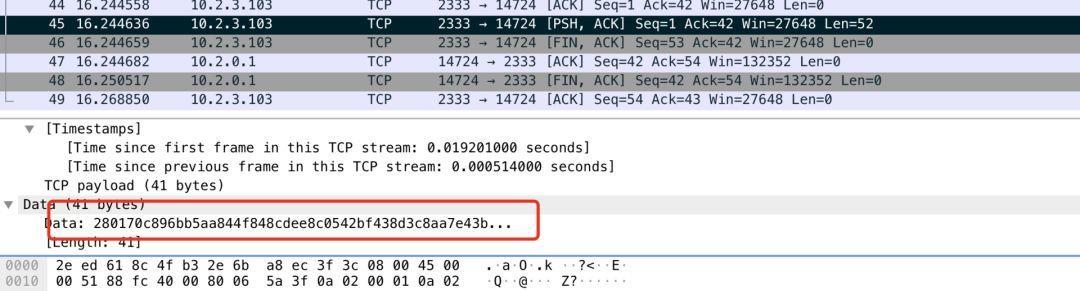 44 16.244558 10.2.3.103 TCP 2333 → 14724 [ACK] Seq=1 Ack=42 Win=27648 Len=0
45 16.244636 10.2.3.103 TCP 2333 → 14724 [PSH, ACK] Seq=1 Ack=42 Win=27648 Len=52
46 16.244659 10.2.3.103 TCP 2333 → 14724 [FIN, ACK] Seq=53 Ack=42 Win=27648 Len=0
47 16.244682 10.2.0.1 TCP 14724 → 2333 [ACK] Seq=42 Ack=54 Win=132352 Len=0
48 16.250517 10.2.0.1 TCP 14724 → 2333 [FIN, ACK] Seq=42 Ack=54 Win=132352 Len=0
49 16.268850 10.2.3.103 TCP 2333 → 14724 [ACK] Seq=54 Ack=43 Win=27648 Len=0
[Timestamps]
[Time since first frame in this TCP stream: 0.019201000 seconds]
[Time since previous frame in this TCP stream: 0.000514000 seconds]
TCP payload (41 bytes)
Data (41 bytes)
Data: 280170c896bb5aa844f848cdee8c0542bf438d3c8aa7e43b...
[Length: 41]
0000 2e ed 61 8c 4f b3 2e 6b a8 ec 3f 3c 08 00 45 00 .·a·O·.k ··?<··E·
0010 00 51 88 fc 40 00 80 06 5a 3f 0a 02 00 01 0a 02 ·Q··@··· Z?······